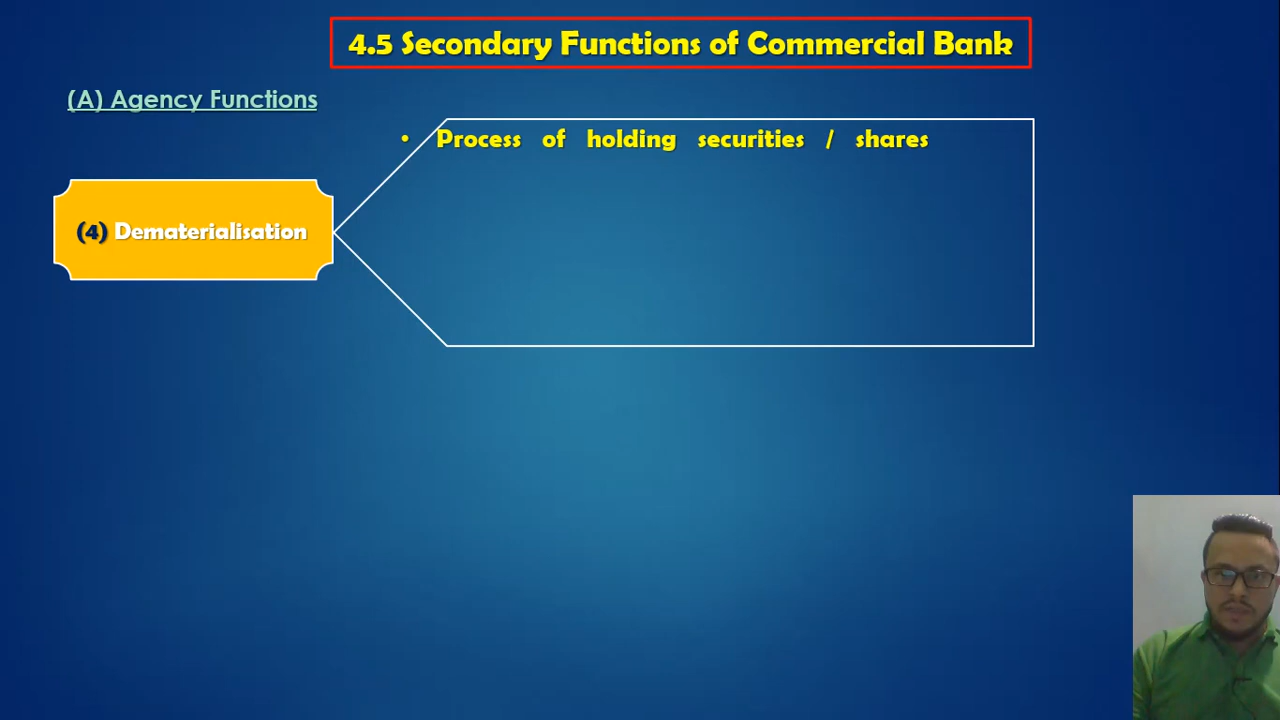 4.5 Secondary Functions of Commercial Bank
(A) Agency Functions
• Process of holding securities / shares
(4) Dematerialisation